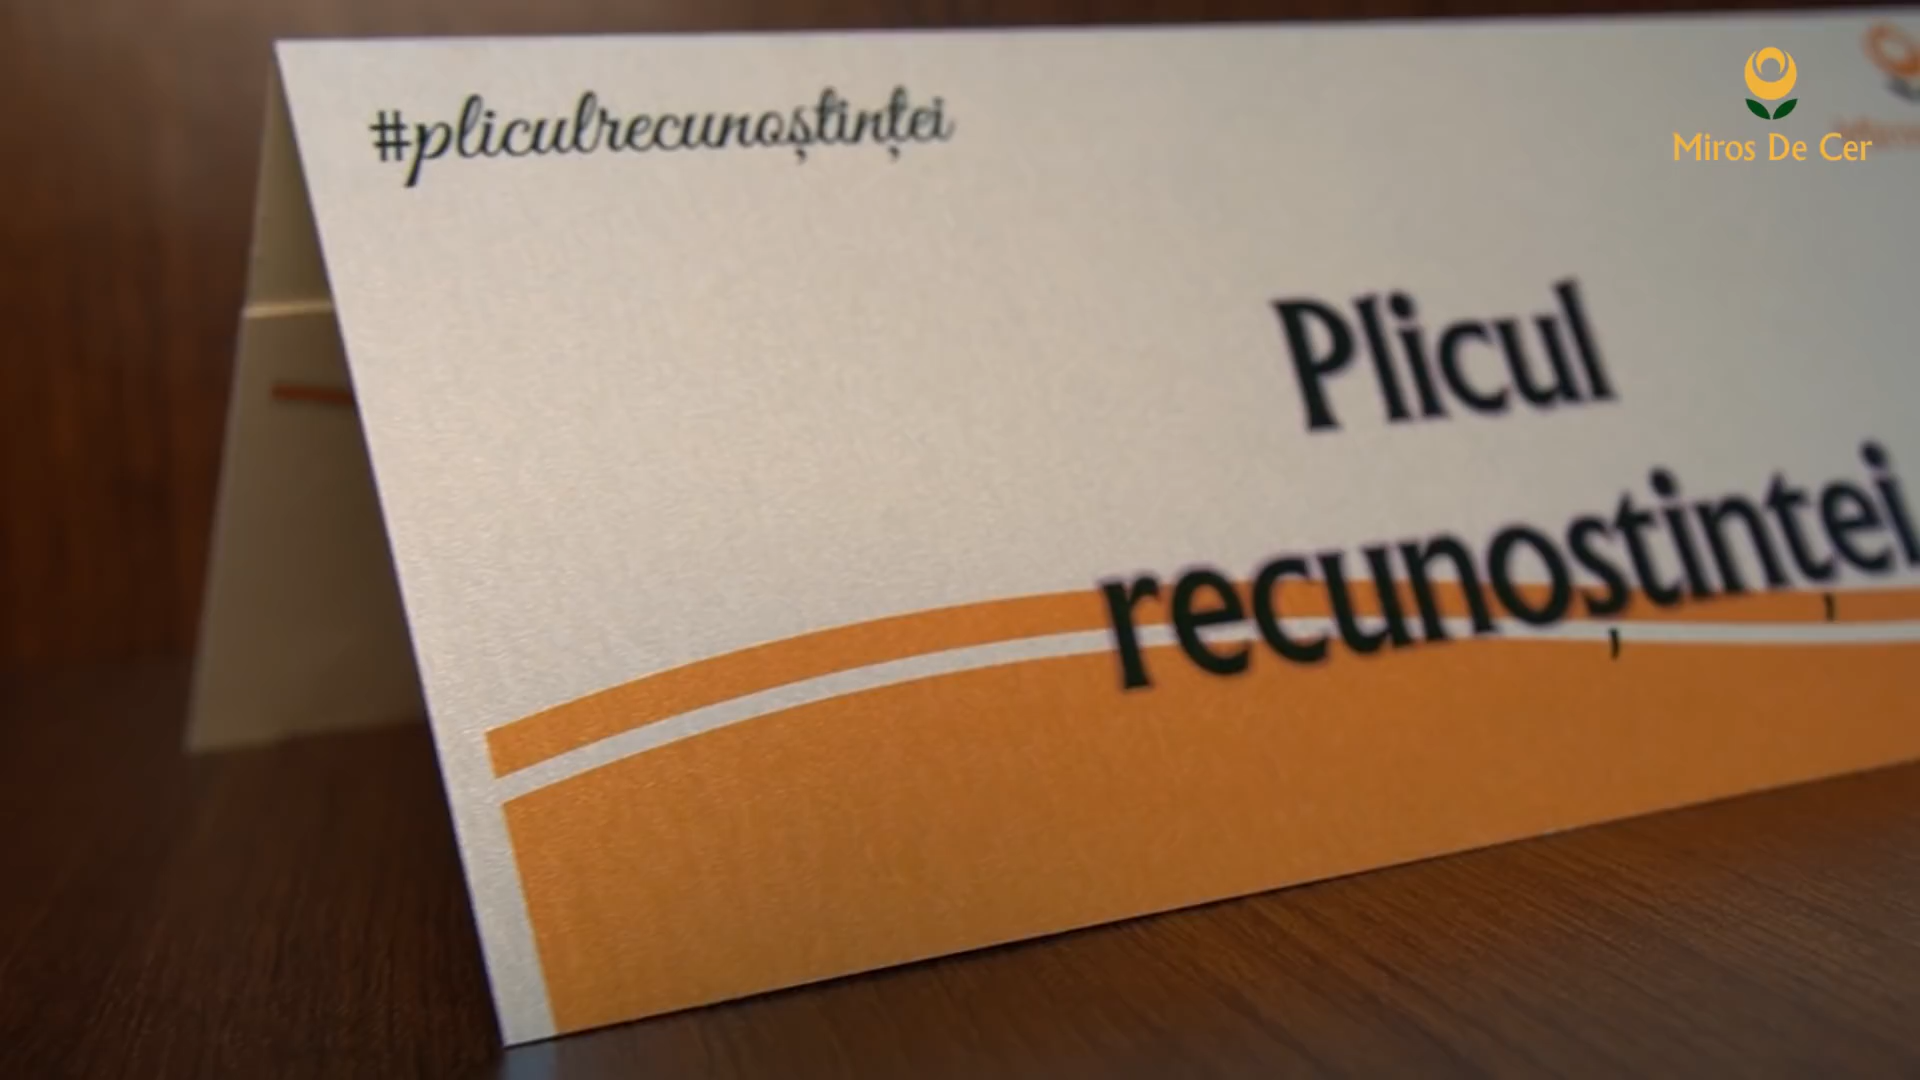 #pliculrecunoștinței
Miros De Cer
Plicul
recunoștinței